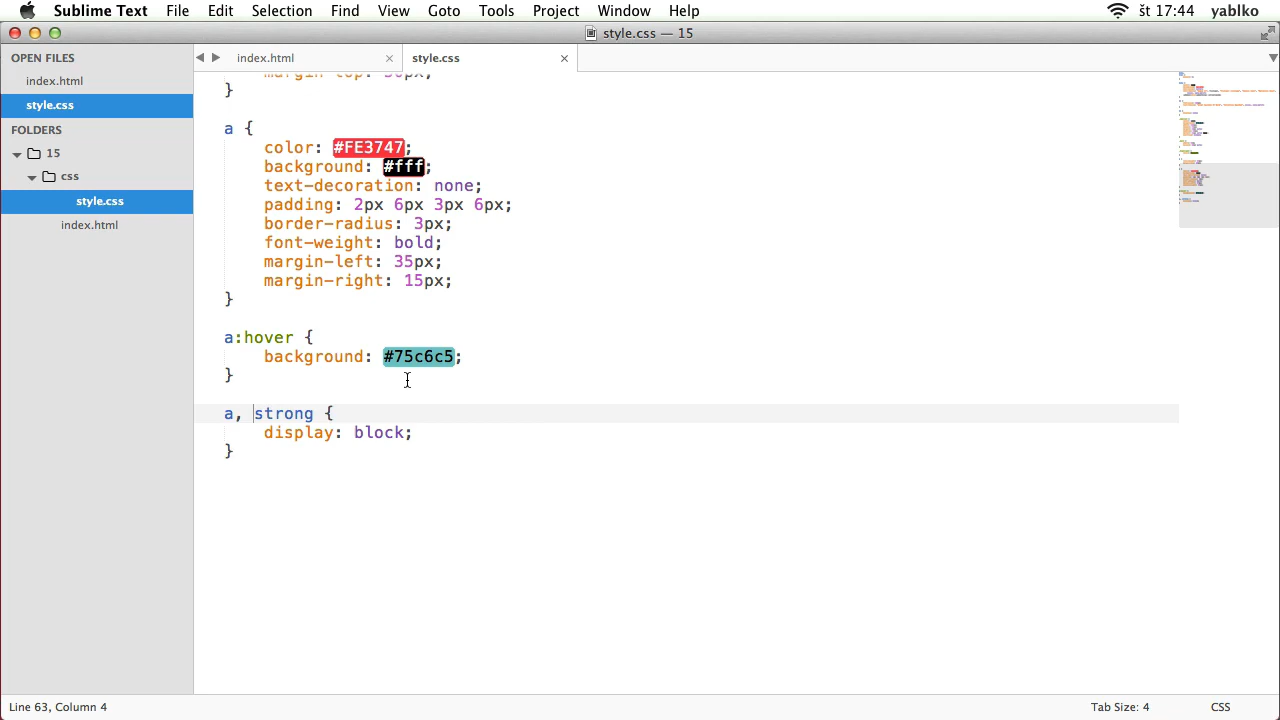 Sublime Text File Edit Selection Find View Goto Tools Project Window Help št 17:44 yablko
style.css — 15
OPEN FILES
index.html
style.css
FOLDERS
15
css
style.css
index.html
index.html × style.css ×
margin-top: 50px;
}
a {
color: #FE3747;
background: #fff;
text-decoration: none;
padding: 2px 6px 3px 6px;
border-radius: 3px;
font-weight: bold;
margin-left: 35px;
margin-right: 15px;
}
a:hover {
background: #75c6c5;
}
a, strong {
display: block;
}
Line 63, Column 4 Tab Size: 4 CSS